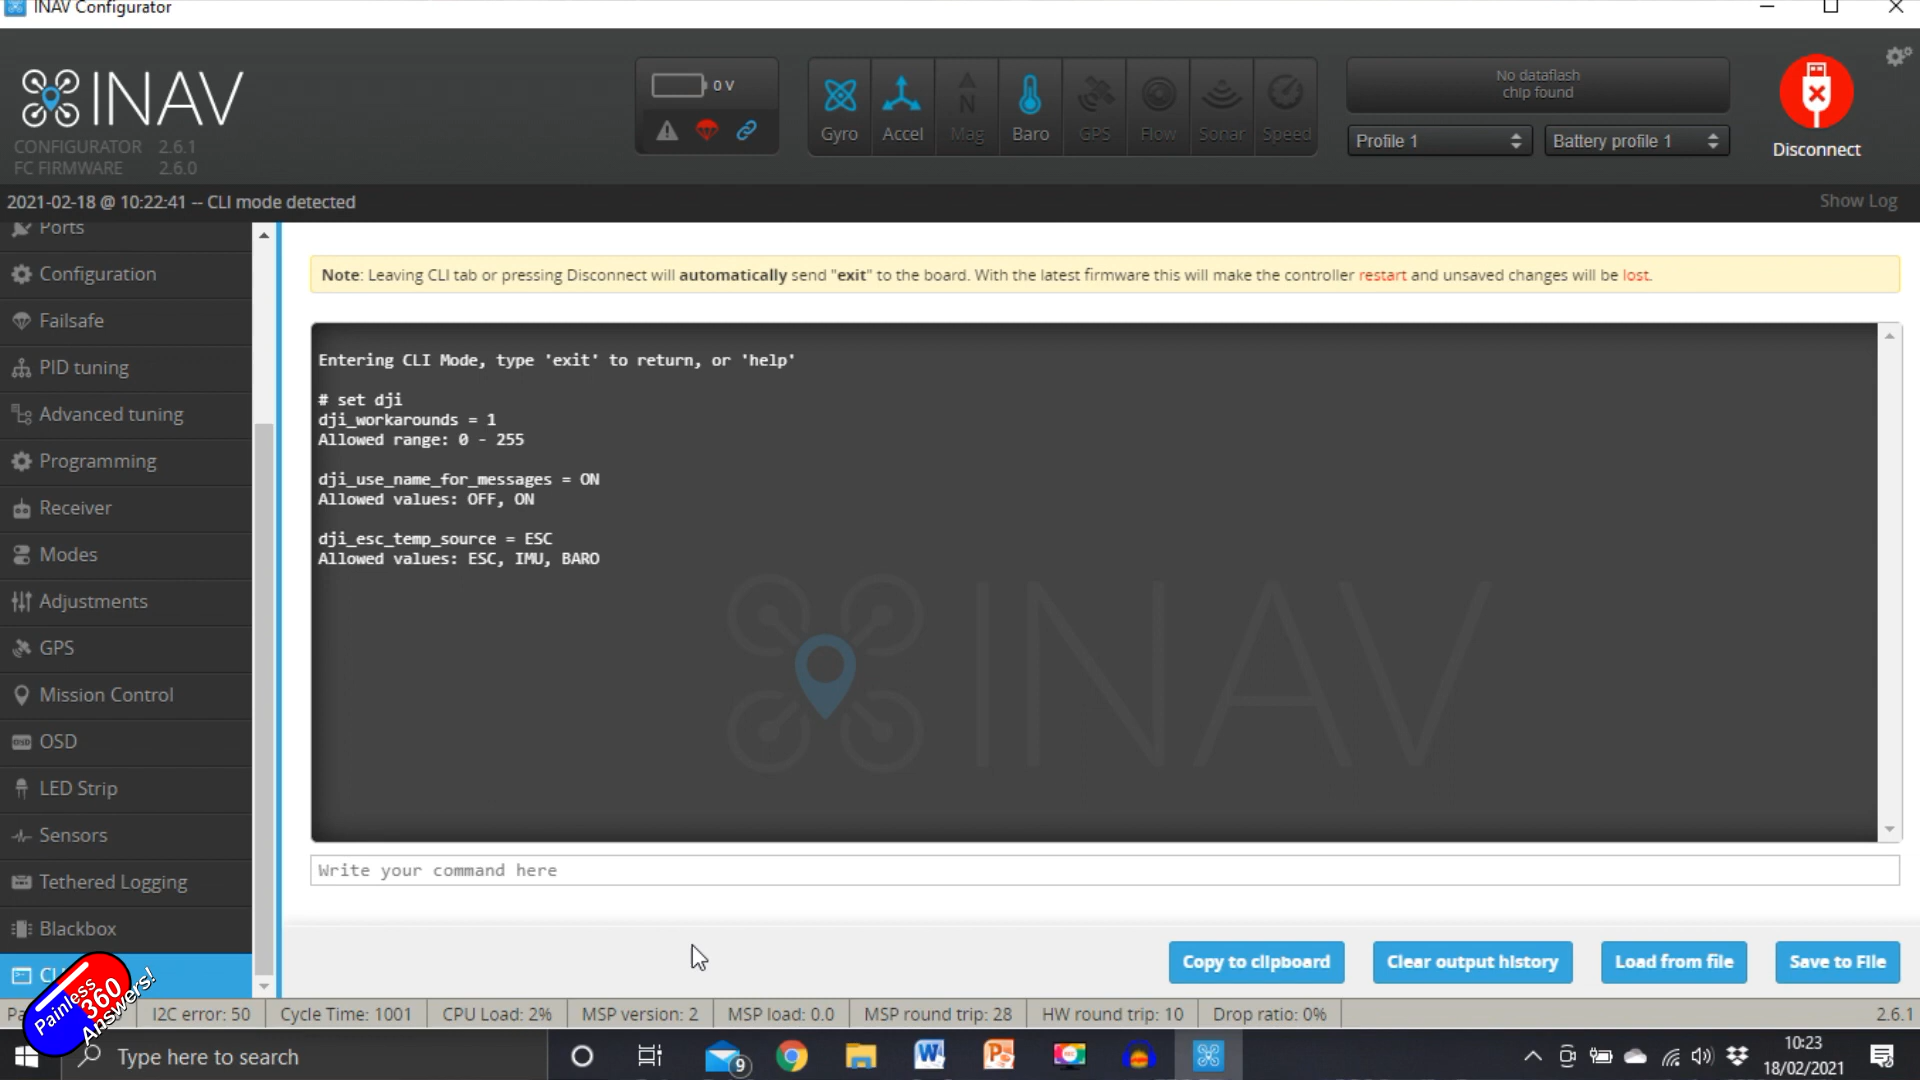 INAV Configurator
INAV
CONFIGURATOR 2.6.1
FC FIRMWARE 2.6.0
0 V
Gyro
Accel
Mag
Baro
GPS
Flow
Sonar
Speed
No dataflash
chip found
Profile 1
Battery profile 1
Disconnect
2021-02-18 @ 10:22:41 -- CLI mode detected
Show Log
Ports
Configuration
Failsafe
PID tuning
Advanced tuning
Programming
Receiver
Modes
Adjustments
GPS
Mission Control
OSD
LED Strip
Sensors
Tethered Logging
Blackbox
Note: Leaving CLI tab or pressing Disconnect will automatically send "exit" to the board. With the latest firmware this will make the controller restart and unsaved changes will be lost.
Entering CLI Mode, type 'exit' to return, or 'help'
# set dji
dji_workarounds = 1
Allowed range: 0 - 255
dji_use_name_for_messages = ON
Allowed values: OFF, ON
dji_esc_temp_source = ESC
Allowed values: ESC, IMU, BARO
INAV
Write your command here
Copy to clipboard
Clear output history
Load from file
Save to File
Painless
360
Answers!
I2C error: 50
Cycle Time: 1001
CPU Load: 2%
MSP version: 2
MSP load: 0.0
MSP round trip: 28
HW round trip: 10
Drop ratio: 0%
2.6.1
Type here to search
9
10:23
18/02/2021